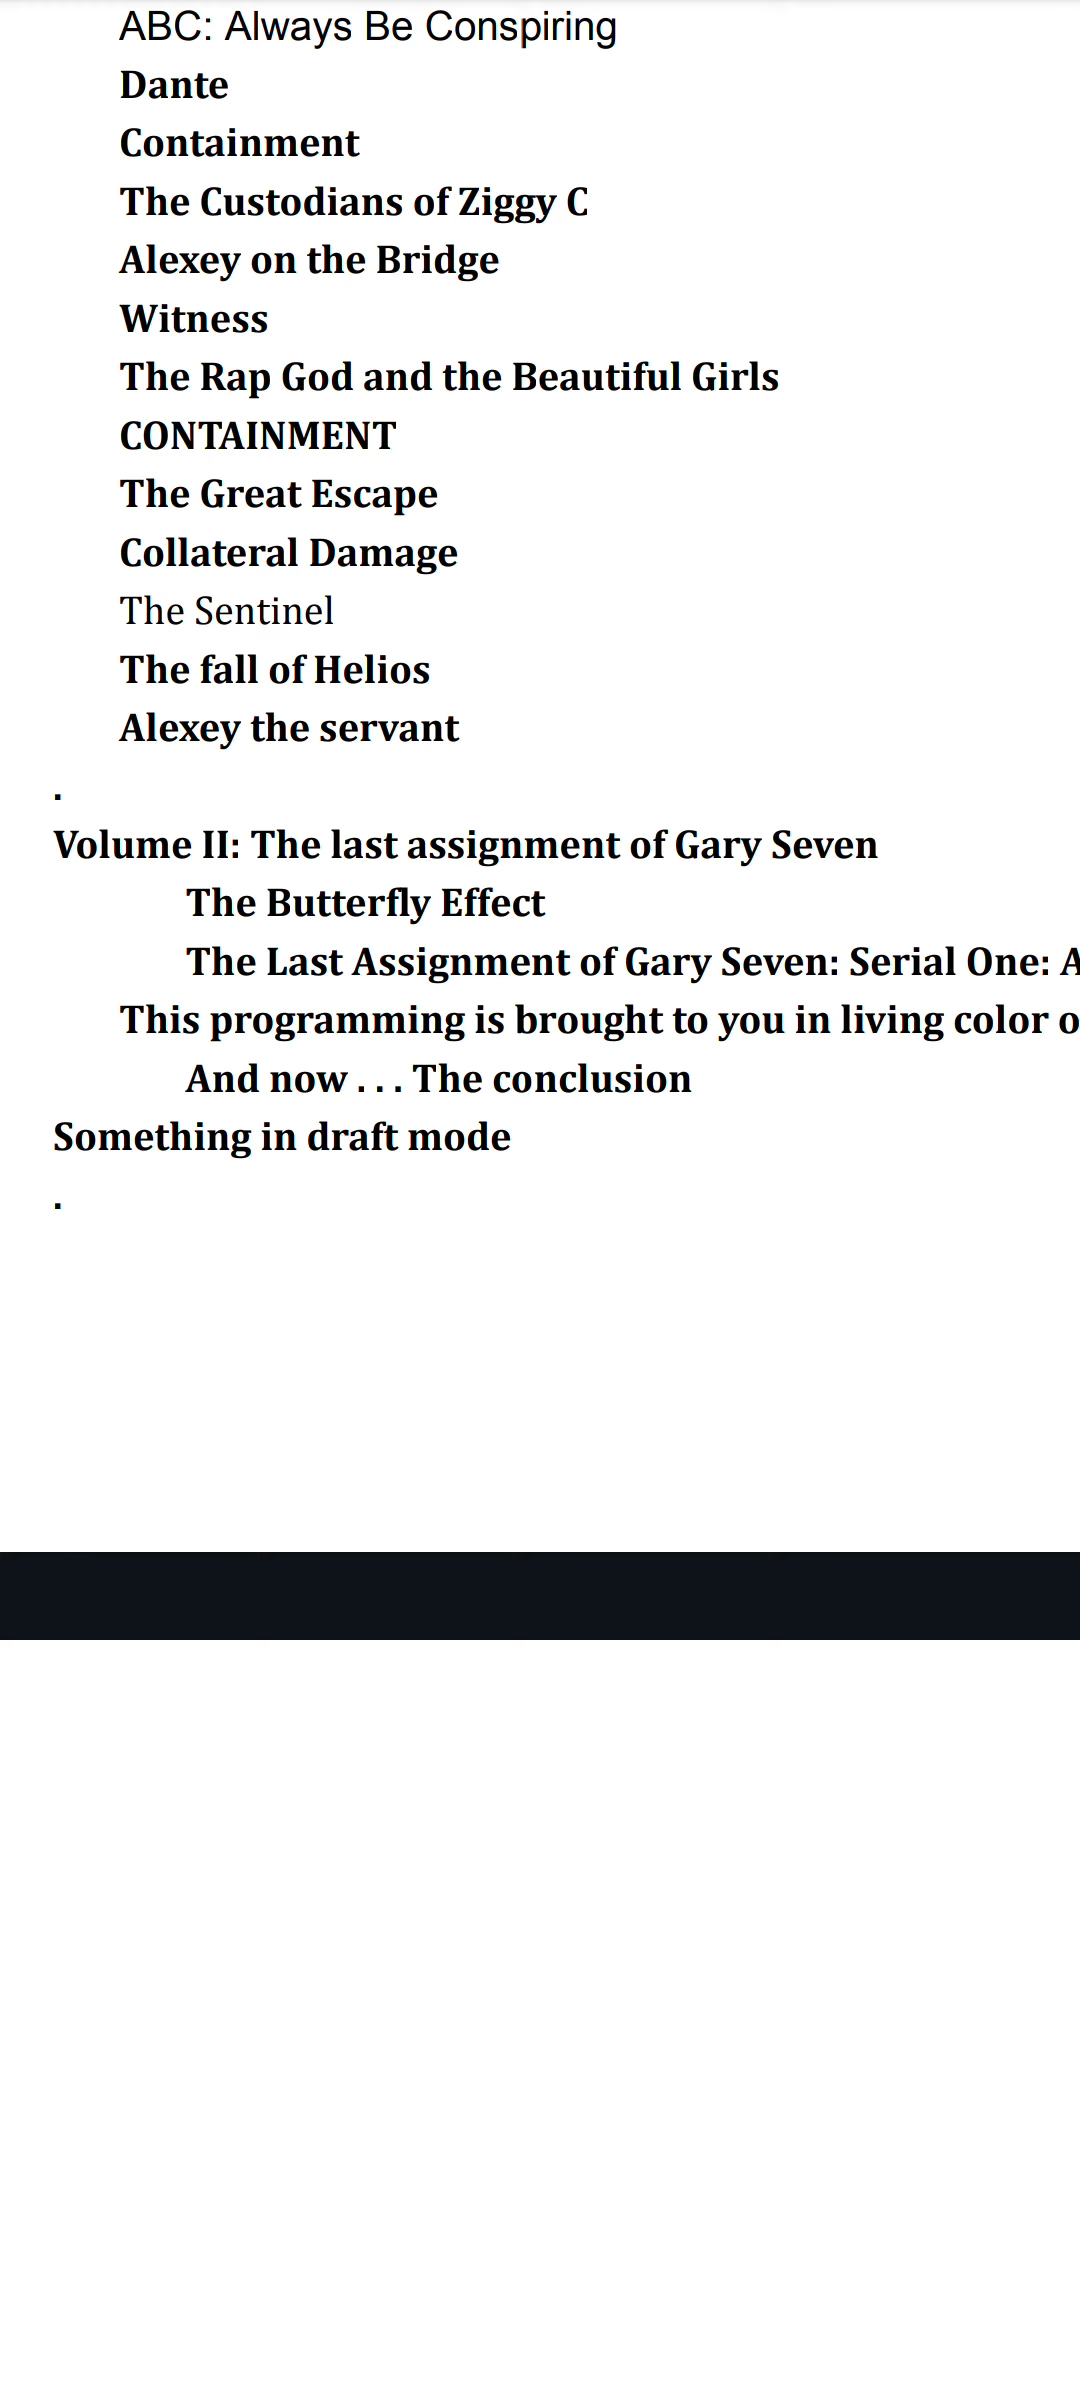 ABC: Always Be Conspiring
Dante
Containment
The Custodians of Ziggy C
Alexey on the Bridge
Witness
The Rap God and the Beautiful Girls
CONTAINMENT
The Great Escape
Collateral Damage
The Sentinel
The fall of Helios
Alexey the servant
.
Volume II: The last assignment of Gary Seven
The Butterfly Effect
The Last Assignment of Gary Seven: Serial One: A
This programming is brought to you in living color o
And now . . . The conclusion
Something in draft mode
.